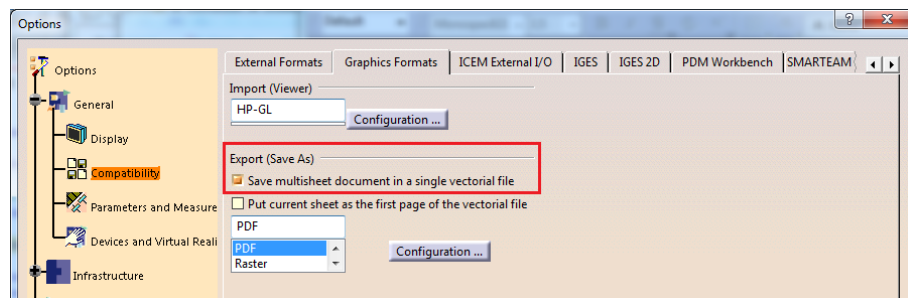 Options
External Formats Graphics Formats ICEM External I/O IGES IGES 2D PDM Workbench SMARTEAM
Options
General
Display
Compatibility
Parameters and Measure
Devices and Virtual Reali
Infrastructure
Import (Viewer)
HP-GL
Configuration ...
Export (Save As)
Save multisheet document in a single vectorial file
Put current sheet as the first page of the vectorial file
PDF
PDF
Raster
Configuration ...